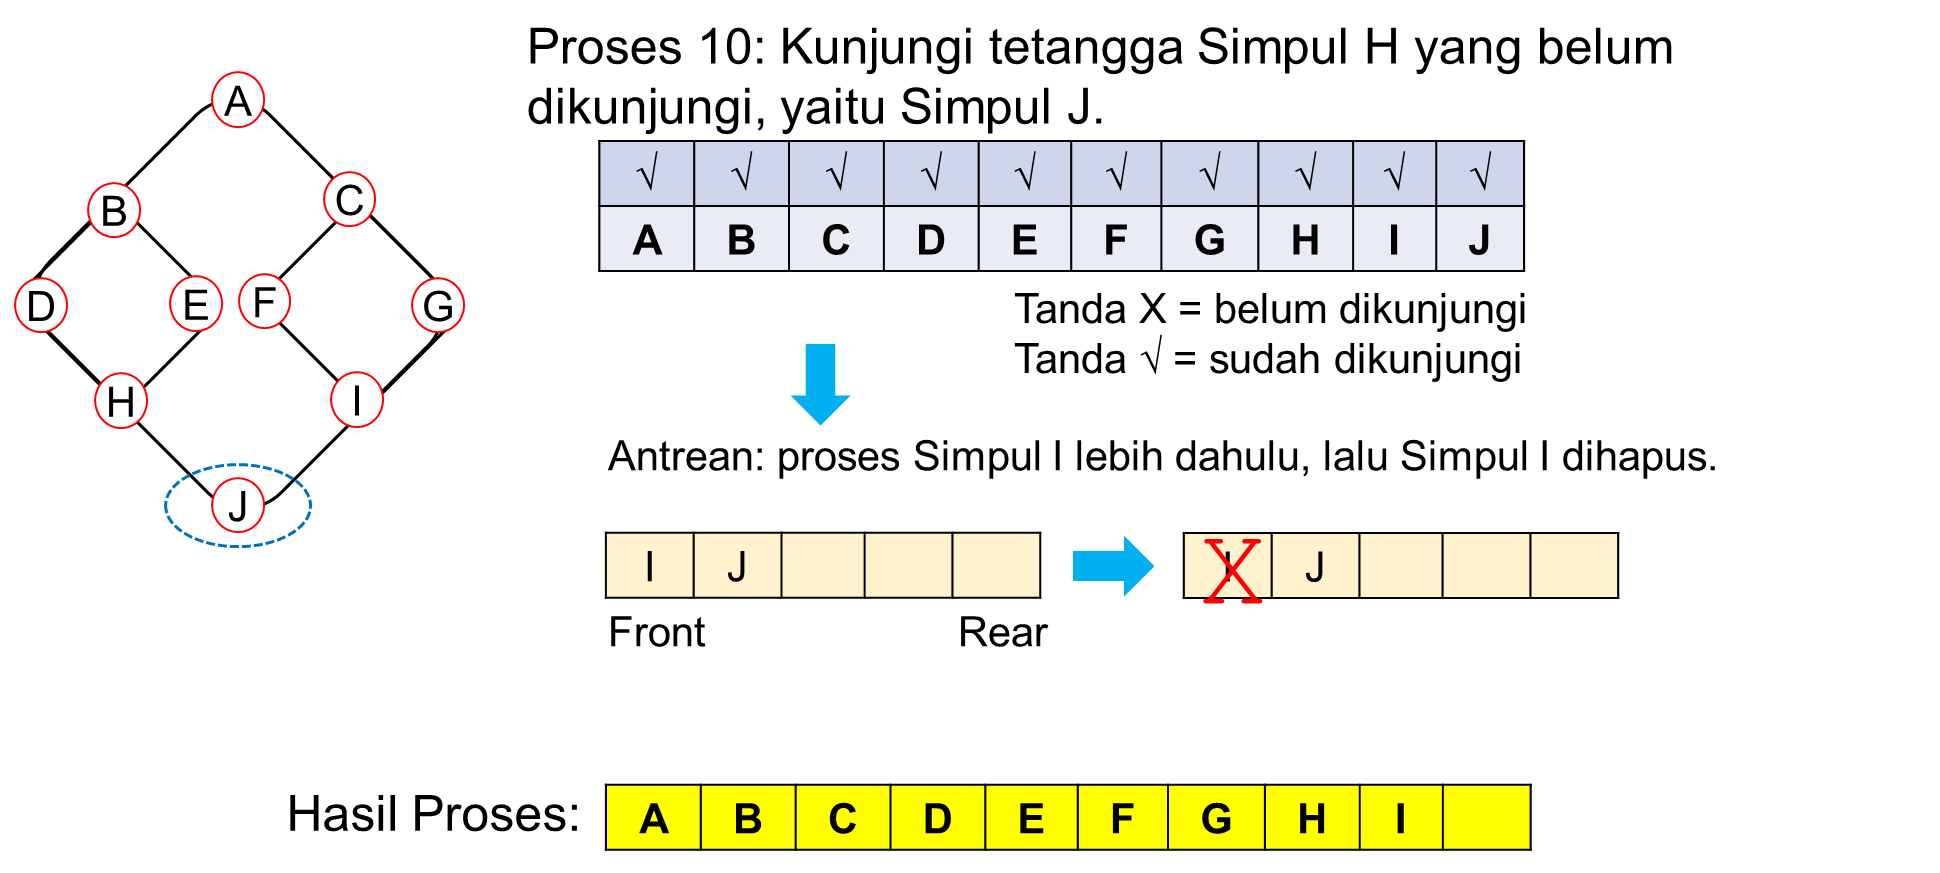 Proses 10: Kunjungi tetangga Simpul H yang belum
dikunjungi, yaitu Simpul J.
A
B
C
D
E
F
G
H
I
J
√ √ √ √ √ √ √ √ √ √
A B C D E F G H I J
Tanda X = belum dikunjungi
Tanda √ = sudah dikunjungi
Antrean: proses Simpul I lebih dahulu, lalu Simpul I dihapus.
I J
I J
X
Front Rear
Hasil Proses: A B C D E F G H I